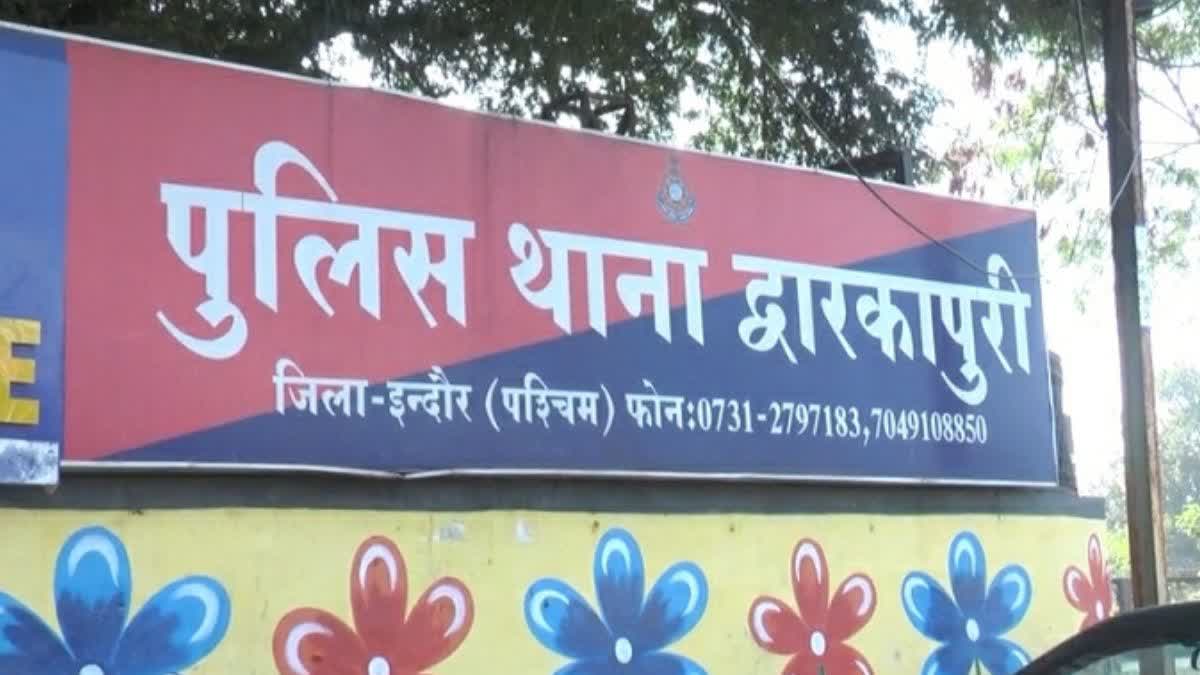 पुलिस थाना द्वारकापुरी
जिला-इन्दौर (पश्चिम) फोन:0731-2797183,7049108850
E